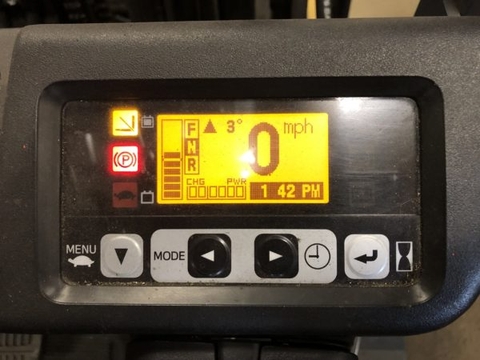 F
▲ 3° mph
N
0
R
CHG PWR
1 42 PM
P
MENU
MODE